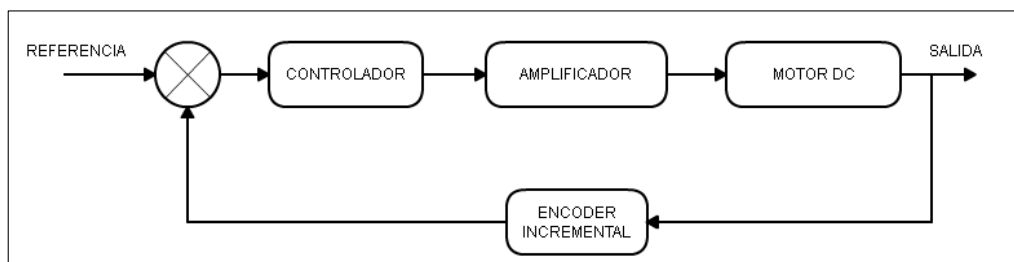 REFERENCIA
CONTROLADOR
AMPLIFICADOR
MOTOR DC
SALIDA
ENCODER
INCREMENTAL